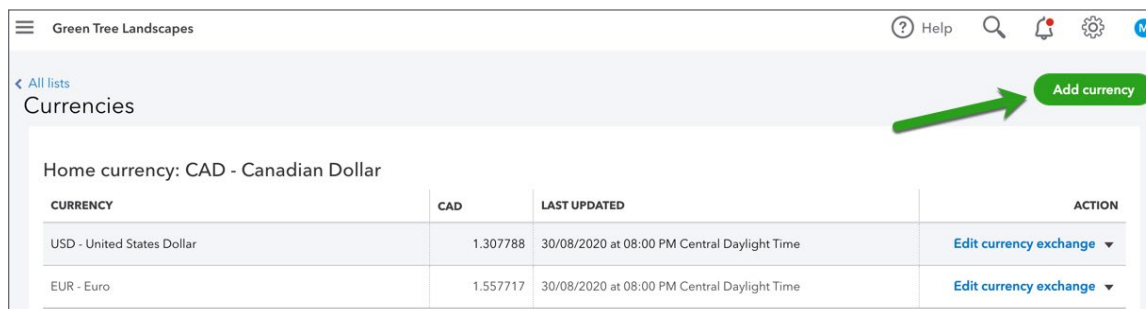 Green Tree Landscapes ? Help M
All lists
Currencies
Add currency
Home currency: CAD - Canadian Dollar
CURRENCY CAD LAST UPDATED ACTION
USD - United States Dollar 1.307788 30/08/2020 at 08:00 PM Central Daylight Time Edit currency exchange
EUR - Euro 1.557717 30/08/2020 at 08:00 PM Central Daylight Time Edit currency exchange